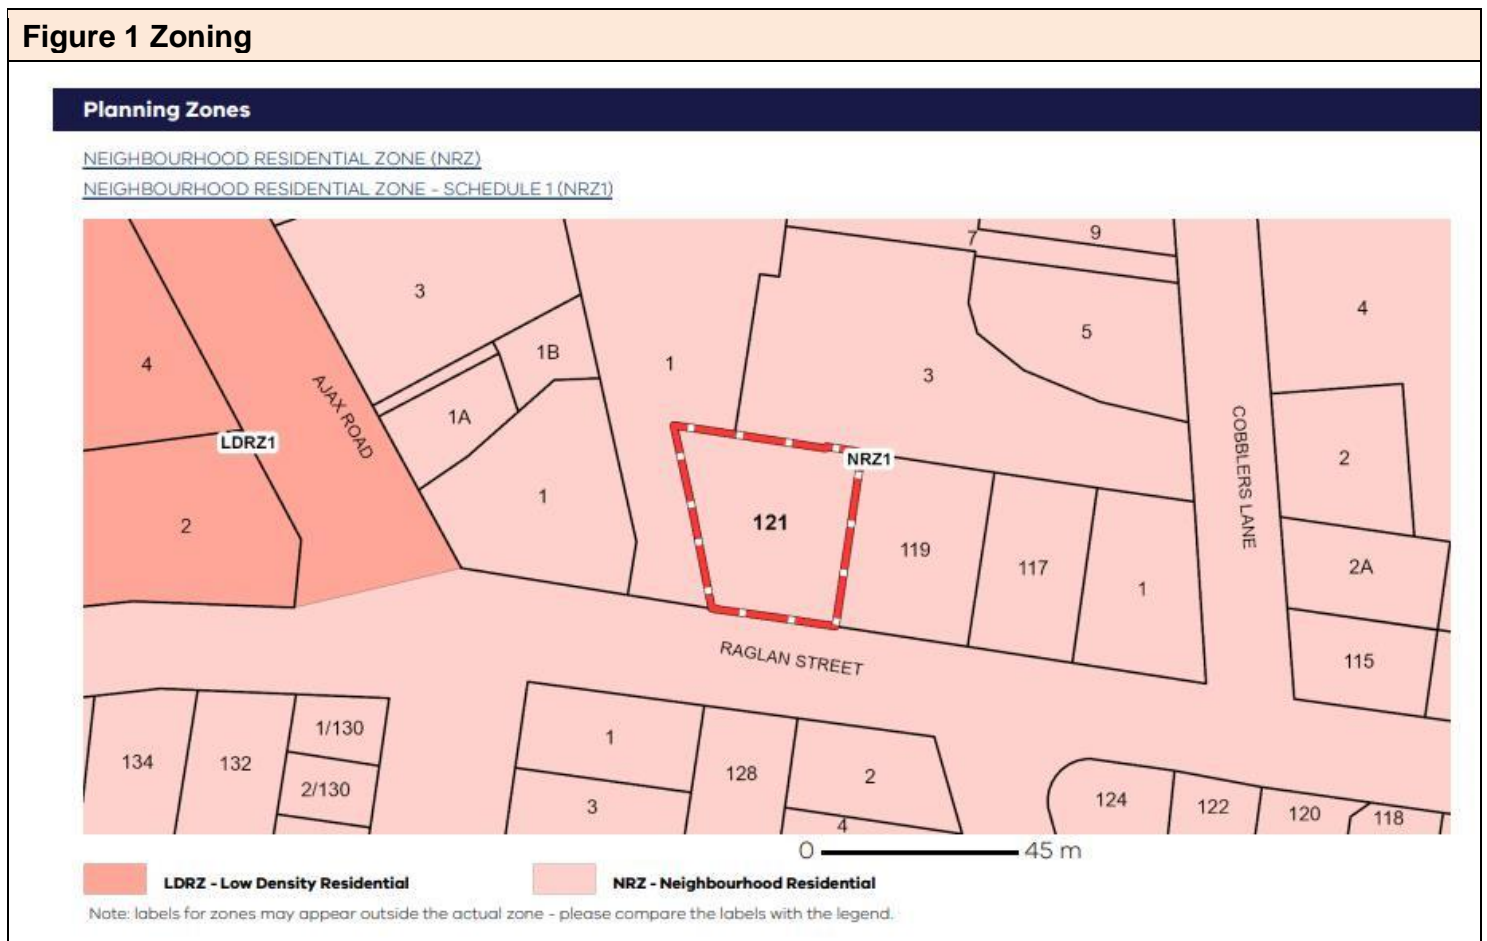 Figure 1 Zoning
Planning Zones
NEIGHBOURHOOD RESIDENTIAL ZONE (NRZ)
NEIGHBOURHOOD RESIDENTIAL ZONE - SCHEDULE 1 (NRZ1)
7
9
3
4
1B
5
4
1
3
AJAX ROAD
1A
COBBLERS LANE
LDRZ1
NRZ1
2
1
121
2
119
117
1
2A
RAGLAN STREET
115
1/130
1
134
132
128
2
2/130
3
124
122
120
118
4
0
45 m
LDRZ - Low Density Residential
NRZ - Neighbourhood Residential
Note: labels for zones may appear outside the actual zone - please compare the labels with the legend.